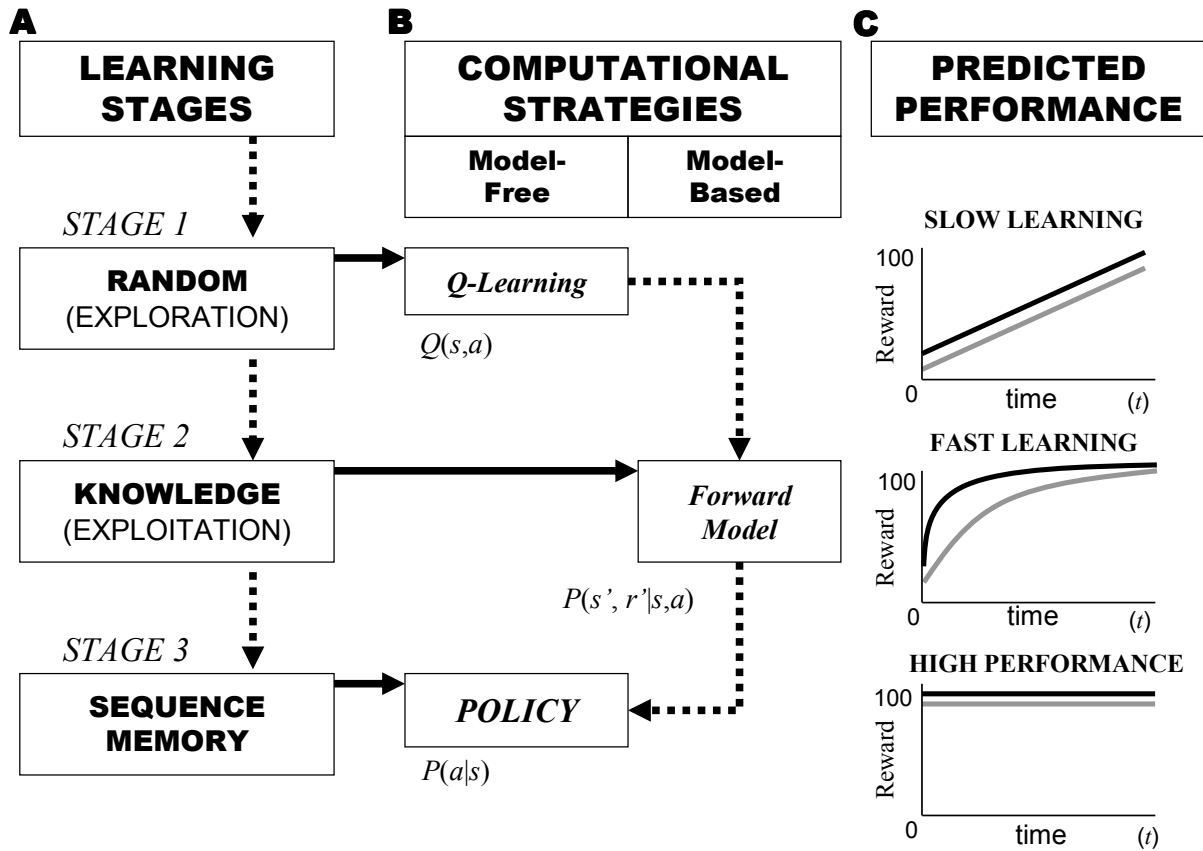 A
LEARNING
STAGES
STAGE 1
RANDOM
(EXPLORATION)
STAGE 2
KNOWLEDGE
(EXPLOITATION)
STAGE 3
SEQUENCE
MEMORY
B
COMPUTATIONAL
STRATEGIES
Model-
Free
Model-
Based
Q-Learning
Q(s,a)
Forward
Model
P(s’, r’|s,a)
POLICY
P(a|s)
C
PREDICTED
PERFORMANCE
SLOW LEARNING
100
Reward
0
time
(t)
FAST LEARNING
100
Reward
0
time
(t)
HIGH PERFORMANCE
100
Reward
0
time
(t)